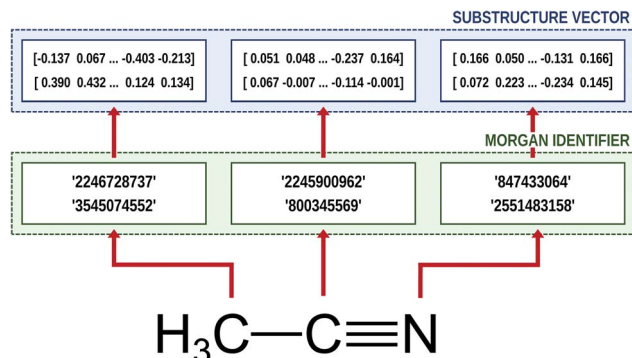 SUBSTRUCTURE VECTOR
[-0.137 0.067 ... -0.403 -0.213]
[ 0.390 0.432 ... 0.124 0.134]
[ 0.051 0.048 ... -0.237 0.164]
[ 0.067 -0.007 ... -0.114 -0.001]
[ 0.166 0.050 ... -0.131 0.166]
[ 0.072 0.223 ... -0.234 0.145]
MORGAN IDENTIFIER
'2246728737'
'3545074552'
'2245900962'
'800345569'
'847433064'
'2551483158'
H3C—C≡N